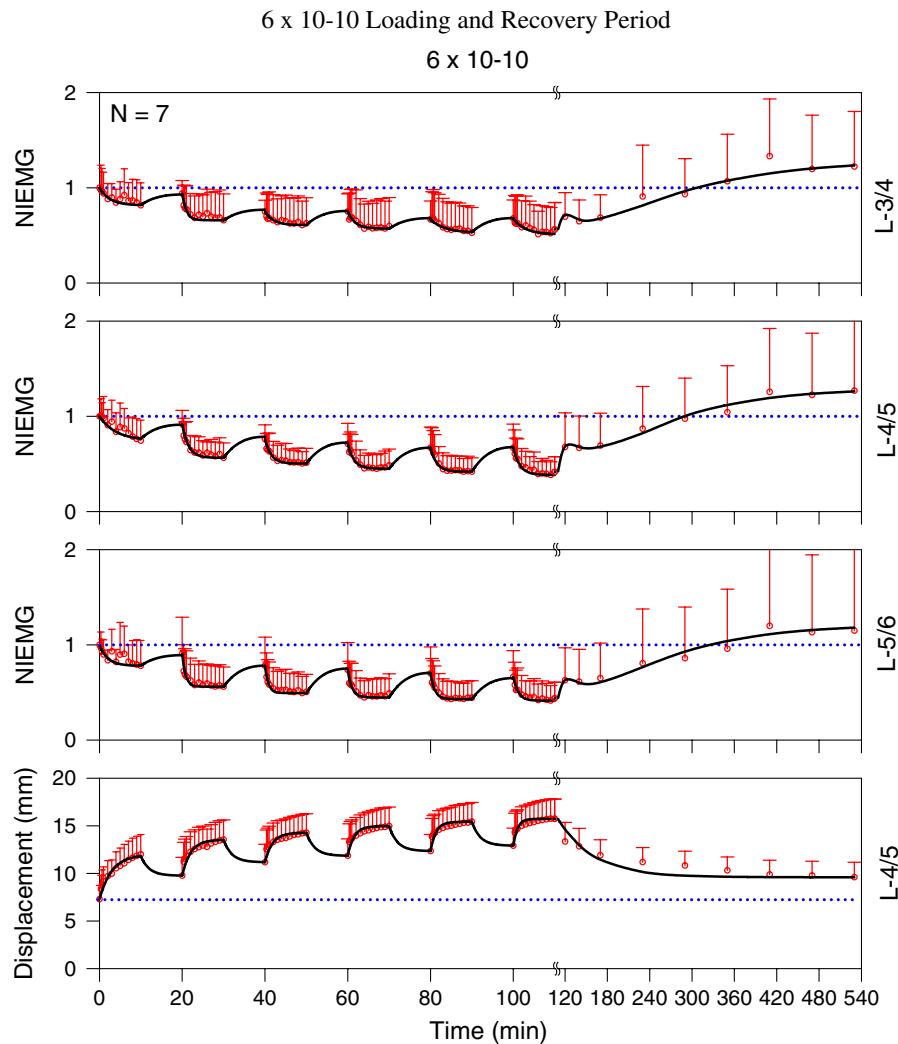 6 x 10-10 Loading and Recovery Period
6 x 10-10
N = 7
2
1
0
NIEMG
L-3/4
2
1
0
NIEMG
L-4/5
2
1
0
NIEMG
L-5/6
20
15
10
5
0
Displacement (mm)
L-4/5
0 20 40 60 80 100 120 180 240 300 360 420 480 540
Time (min)